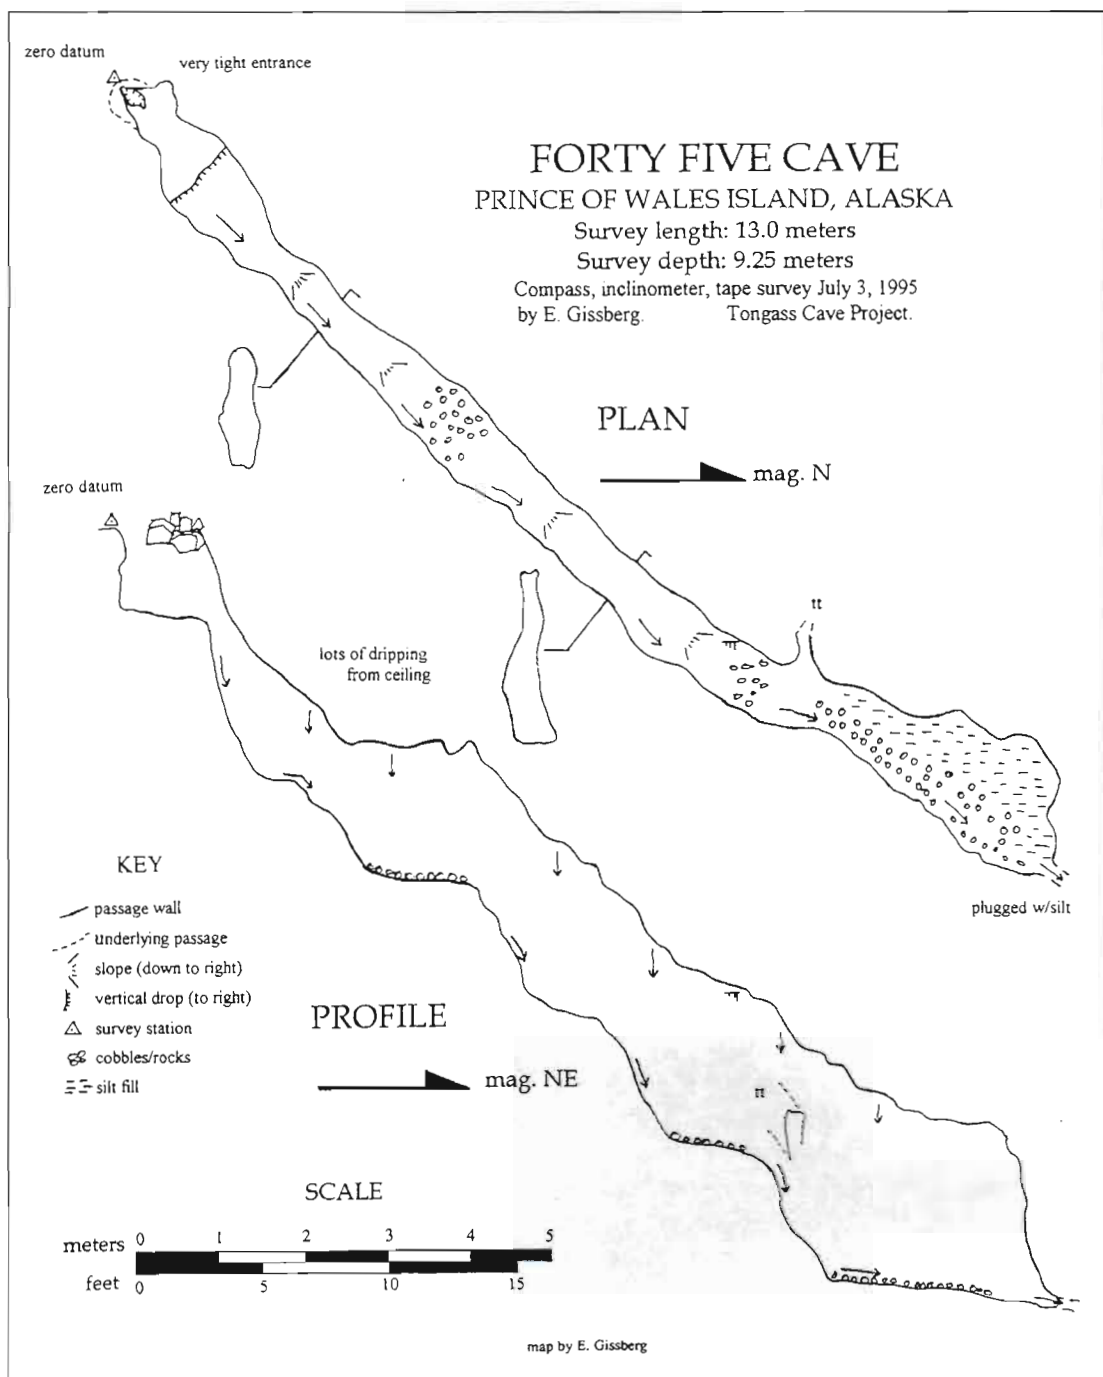 zero datum
very tight entrance
FORTY FIVE CAVE
PRINCE OF WALES ISLAND, ALASKA
Survey length: 13.0 meters
Survey depth: 9.25 meters
Compass, inclinometer, tape survey July 3, 1995
by E. Gissberg. Tongass Cave Project.
PLAN
mag. N
zero datum
tt
lots of dripping
from ceiling
plugged w/silt
KEY
passage wall
underlying passage
slope (down to right)
vertical drop (to right)
survey station
cobbles/rocks
silt fill
PROFILE
mag. NE
tt
SCALE
meters 0 1 2 3 4 5
feet 0 5 10 15
map by E. Gissberg